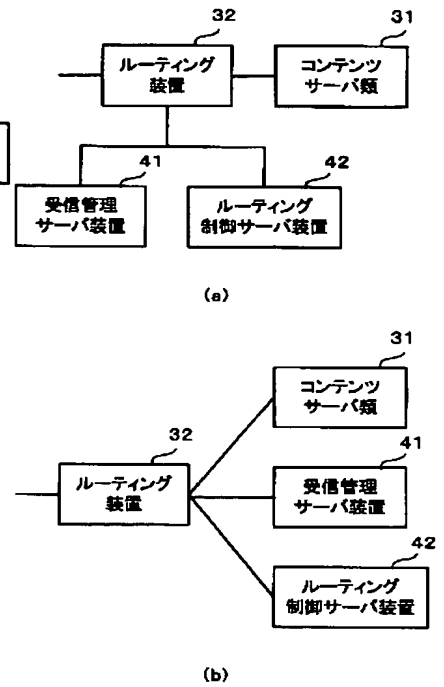 32
31
ルーティング
装置
コンテンツ
サーバ類
41
42
受信管理
サーバ装置
ルーティング
制御サーバ装置
(a)
31
コンテンツ
サーバ類
32
41
ルーティング
装置
受信管理
サーバ装置
42
ルーティング
制御サーバ装置
(b)